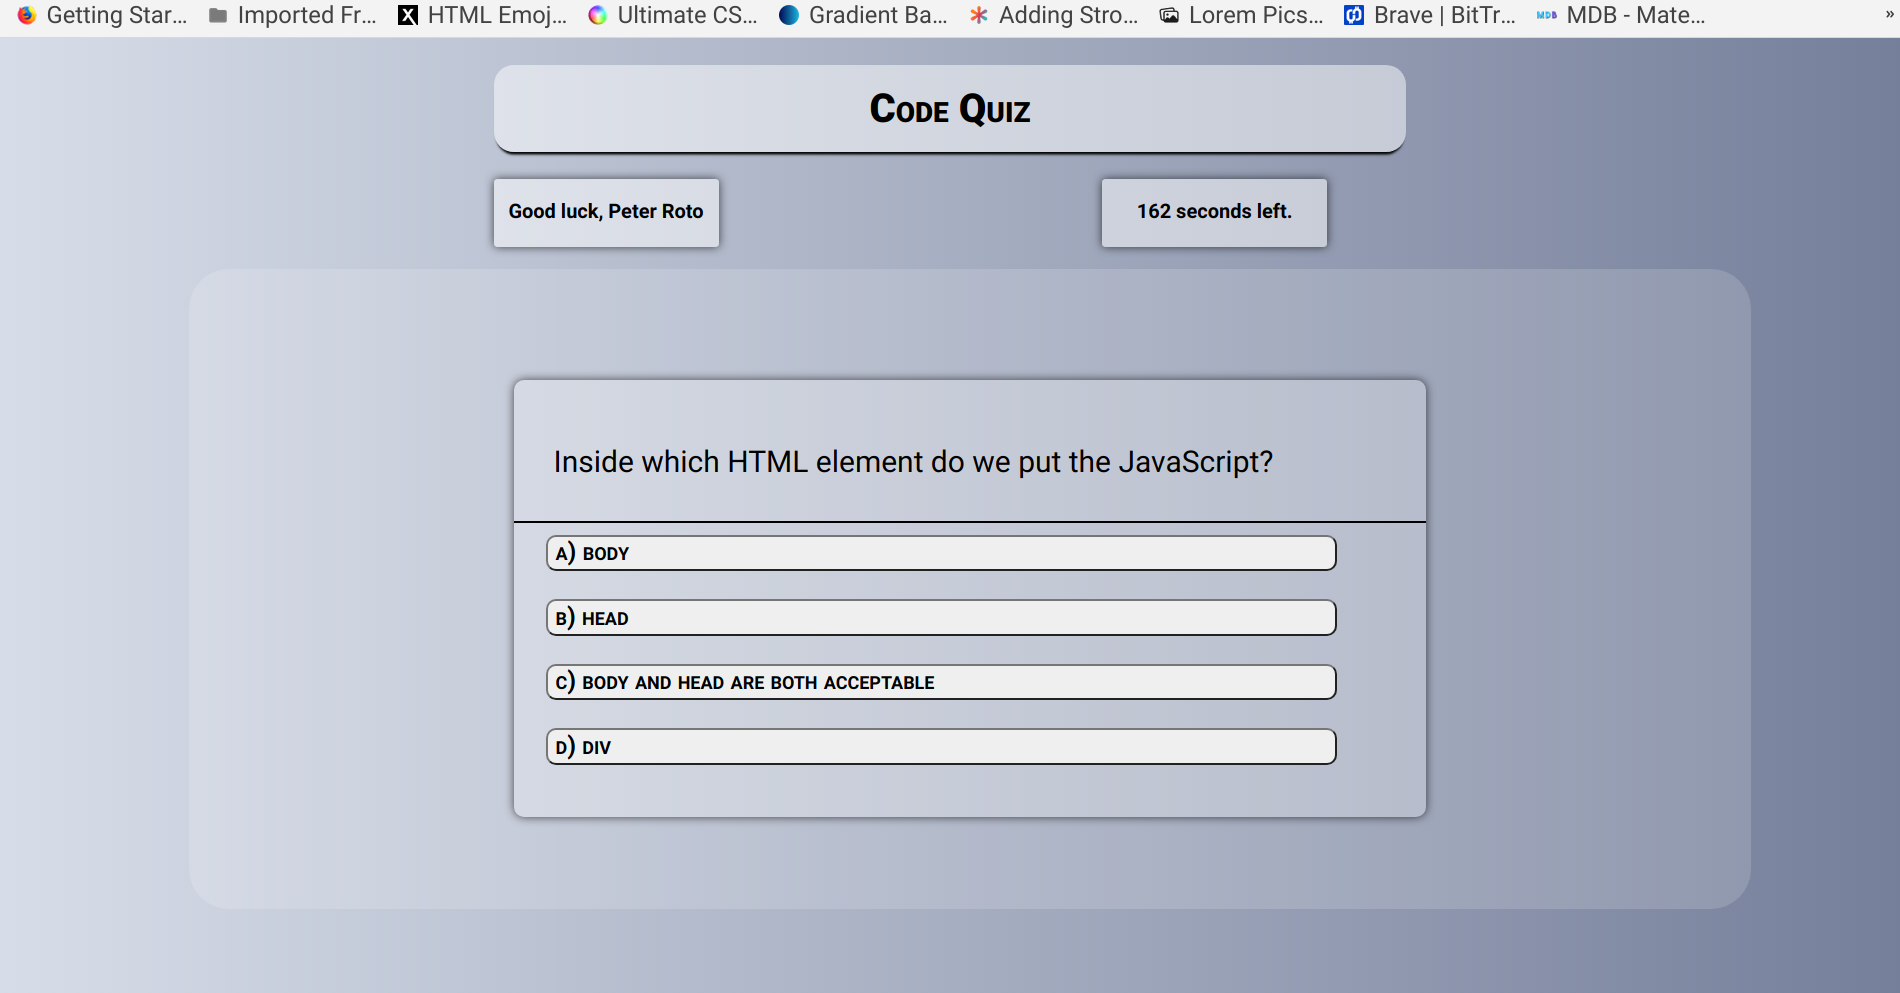 Getting Star... Imported Fr... HTML Emoj... Ultimate CS... Gradient Ba... Adding Stro... Lorem Pics... Brave | BitTr... MDB MDB - Mate... »
Code Quiz
Good luck, Peter Roto
162 seconds left.
Inside which HTML element do we put the JavaScript?
A) BODY
B) HEAD
C) BODY AND HEAD ARE BOTH ACCEPTABLE
D) DIV